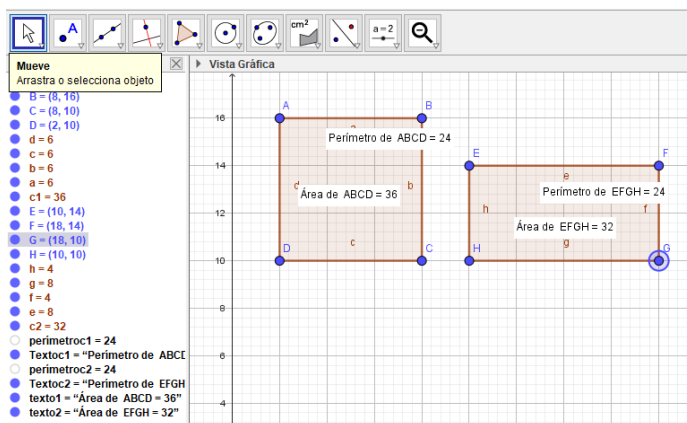 A
cm²
a=2
Mueve
Arrastra o selecciona objeto
Vista Gráfica
B = (8, 16)
C = (8, 10)
D = (2, 10)
d = 6
c = 6
b = 6
a = 6
c1 = 36
E = (10, 14)
F = (18, 14)
G = (18, 10)
H = (10, 10)
h = 4
g = 8
f = 4
e = 8
c2 = 32
perimetroc1 = 24
Textoc1 = “Perímetro de ABCD
perimetroc2 = 24
Textoc2 = “Perímetro de EFGH
texto1 = “Área de ABCD = 36”
texto2 = “Área de EFGH = 32”
16
14
12
10
8
6
4
A
B
a
Perímetro de ABCD = 24
d
Área de ABCD = 36
b
D
c
C
E
F
e
Perímetro de EFGH = 24
h
f
Área de EFGH = 32
H
g
G